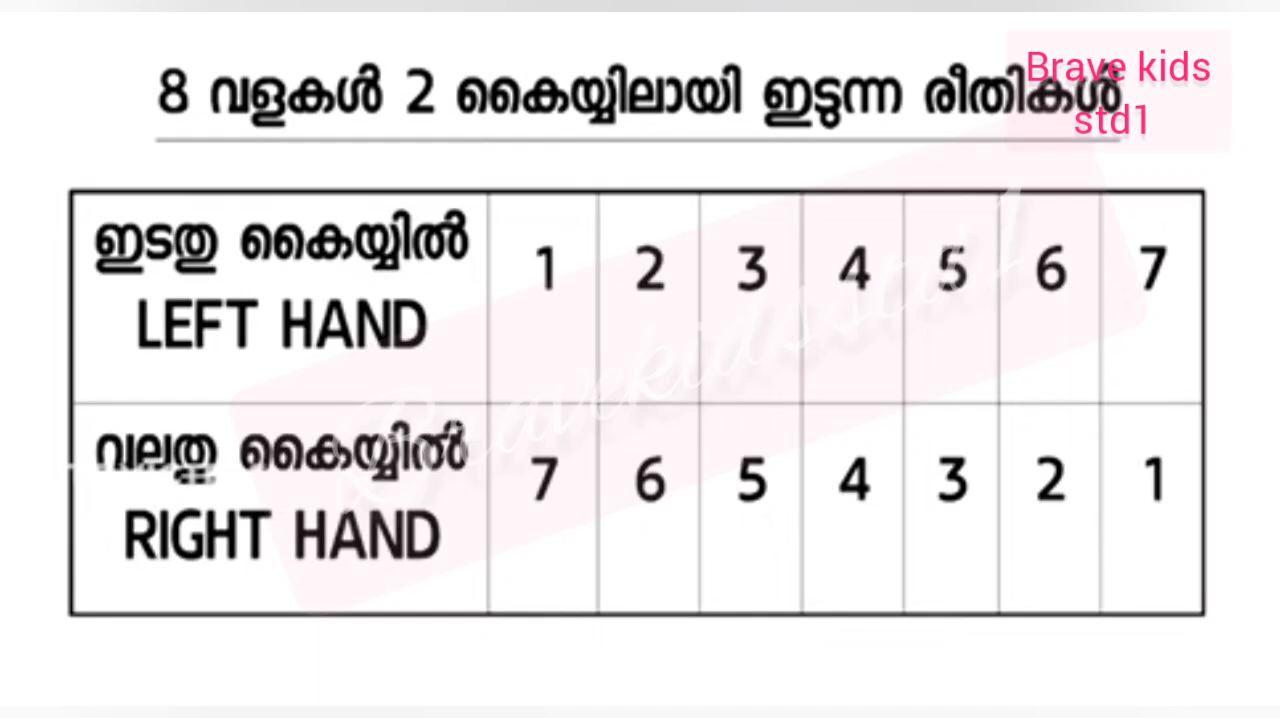 8 വളകൾ 2 കൈയ്യിലായി ഇടുന്ന രീതികൾ
Brave kids
std1
ഇടതു കൈയ്യിൽ
LEFT HAND
1 2 3 4 5 6 7
വലതു കൈയ്യിൽ
RIGHT HAND
7 6 5 4 3 2 1
Bravekidsstd1